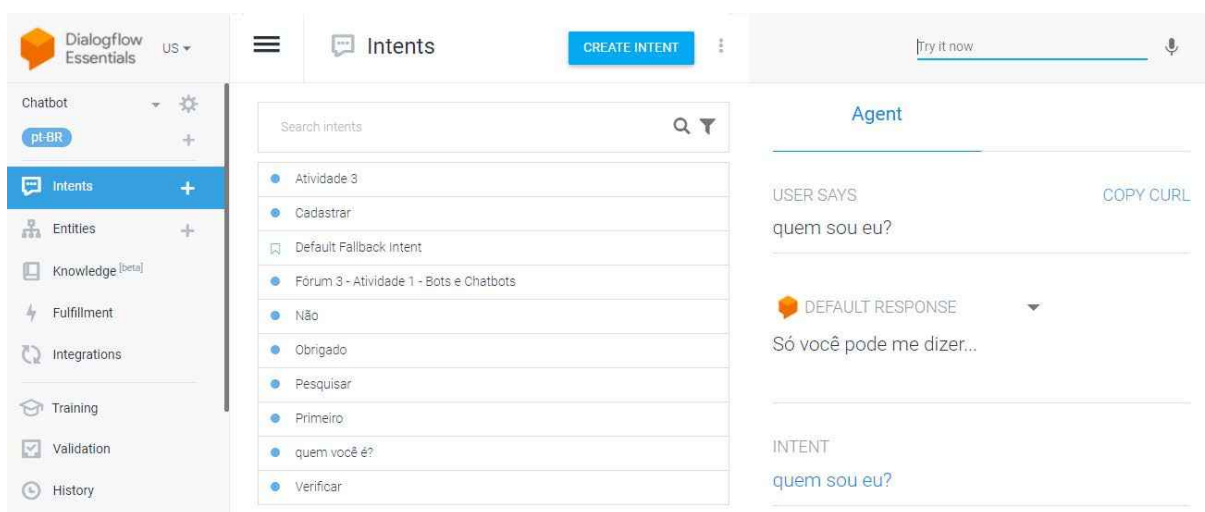 Dialogflow
Essentials
US
Intents
CREATE INTENT
Try it now
Chatbot
pt-BR
Intents
Entities
Knowledge [beta]
Fulfillment
Integrations
Training
Validation
History
Search intents
Atividade 3
Cadastrar
Default Fallback Intent
Fórum 3 - Atividade 1 - Bots e Chatbots
Não
Obrigado
Pesquisar
Primeiro
quem você é?
Verificar
Agent
USER SAYS
COPY CURL
quem sou eu?
DEFAULT RESPONSE
Só você pode me dizer...
INTENT
quem sou eu?